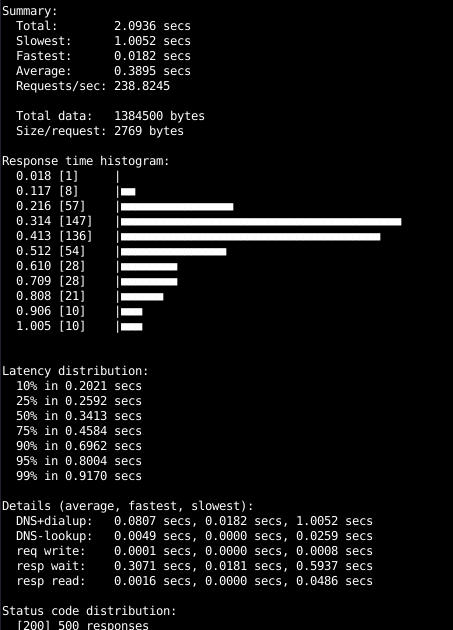 Summary:
  Total:        2.0936 secs
  Slowest:      1.0052 secs
  Fastest:      0.0182 secs
  Average:      0.3895 secs
  Requests/sec: 238.8245

  Total data:   1384500 bytes
  Size/request: 2769 bytes

Response time histogram:
  0.018 [1]     |
  0.117 [8]     |
  0.216 [57]    |
  0.314 [147]   |
  0.413 [136]   |
  0.512 [54]    |
  0.610 [28]    |
  0.709 [28]    |
  0.808 [21]    |
  0.906 [10]    |
  1.005 [10]    |

Latency distribution:
  10% in 0.2021 secs
  25% in 0.2592 secs
  50% in 0.3413 secs
  75% in 0.4584 secs
  90% in 0.6962 secs
  95% in 0.8004 secs
  99% in 0.9170 secs

Details (average, fastest, slowest):
  DNS+dialup:   0.0807 secs, 0.0182 secs, 1.0052 secs
  DNS-lookup:   0.0049 secs, 0.0000 secs, 0.0259 secs
  req write:    0.0001 secs, 0.0000 secs, 0.0008 secs
  resp wait:    0.3071 secs, 0.0181 secs, 0.5937 secs
  resp read:    0.0016 secs, 0.0000 secs, 0.0486 secs

Status code distribution:
  [200] 500 responses